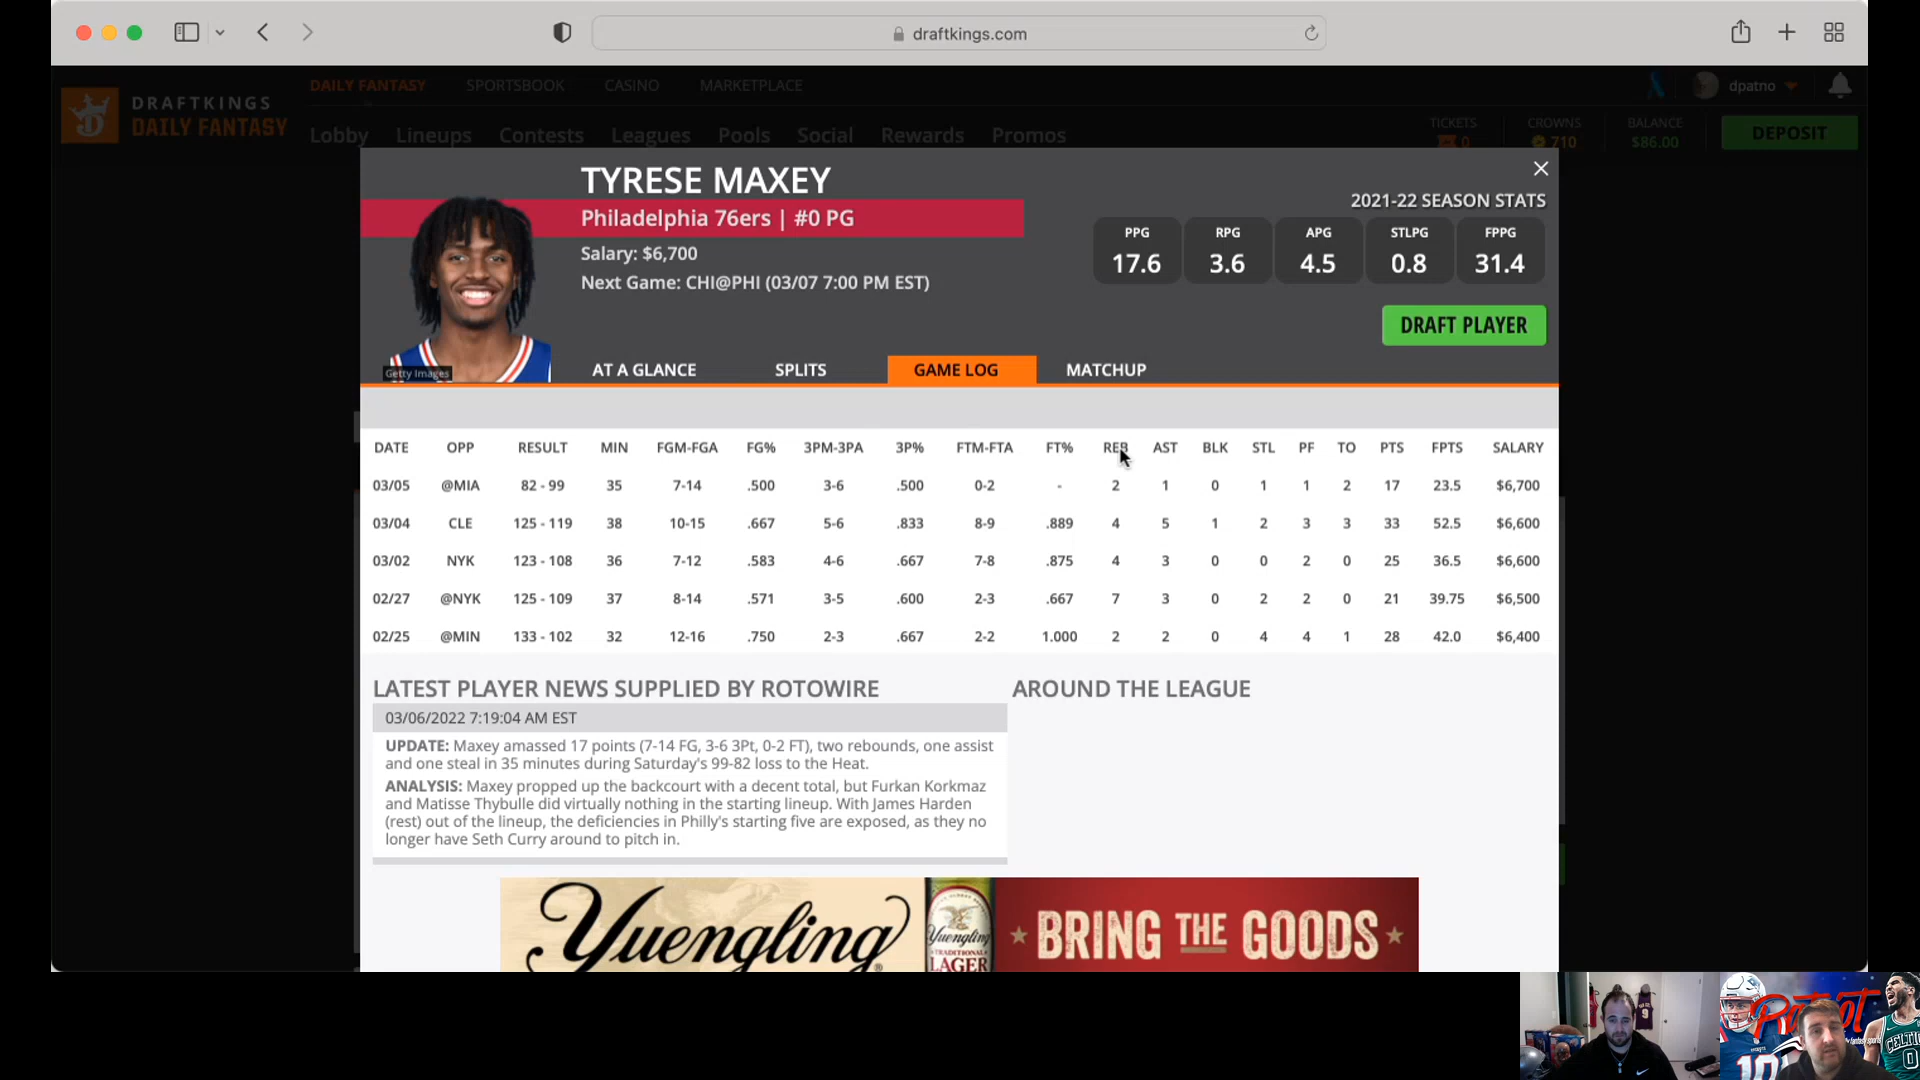 draftkings.com
DRAFTKINGS
DAILY FANTASY
DAILY FANTASY SPORTSBOOK CASINO MARKETPLACE
dpatno
Lobby Lineups Contests Leagues Pools Social Rewards Promos
TICKETS CROWNS BALANCE
0 710 $86.00
DEPOSIT
TYRESE MAXEY
Philadelphia 76ers | #0 PG
Salary: $6,700
Next Game: CHI@PHI (03/07 7:00 PM EST)
2021-22 SEASON STATS
PPG RPG APG STLPG FPPG
17.6 3.6 4.5 0.8 31.4
DRAFT PLAYER
Getty Images
AT A GLANCE SPLITS GAME LOG MATCHUP
DATE OPP RESULT MIN FGM-FGA FG% 3PM-3PA 3P% FTM-FTA FT% REB AST BLK STL PF TO PTS FPTS SALARY
03/05 @MIA 82 - 99 35 7-14 .500 3-6 .500 0-2 - 2 1 0 1 1 2 17 23.5 $6,700
03/04 CLE 125 - 119 38 10-15 .667 5-6 .833 8-9 .889 4 5 1 2 3 3 33 52.5 $6,600
03/02 NYK 123 - 108 36 7-12 .583 4-6 .667 7-8 .875 4 3 0 0 2 0 25 36.5 $6,600
02/27 @NYK 125 - 109 37 8-14 .571 3-5 .600 2-3 .667 7 3 0 2 2 0 21 39.75 $6,500
02/25 @MIN 133 - 102 32 12-16 .750 2-3 .667 2-2 1.000 2 2 0 4 4 1 28 42.0 $6,400
LATEST PLAYER NEWS SUPPLIED BY ROTOWIRE
AROUND THE LEAGUE
03/06/2022 7:19:04 AM EST
UPDATE: Maxey amassed 17 points (7-14 FG, 3-6 3Pt, 0-2 FT), two rebounds, one assist
and one steal in 35 minutes during Saturday's 99-82 loss to the Heat.
ANALYSIS: Maxey propped up the backcourt with a decent total, but Furkan Korkmaz
and Matisse Thybulle did virtually nothing in the starting lineup. With James Harden
(rest) out of the lineup, the deficiencies in Philly's starting five are exposed, as they no
longer have Seth Curry around to pitch in.
Yuengling
Yuengling
TRADITIONAL
LAGER
BRING THE GOODS